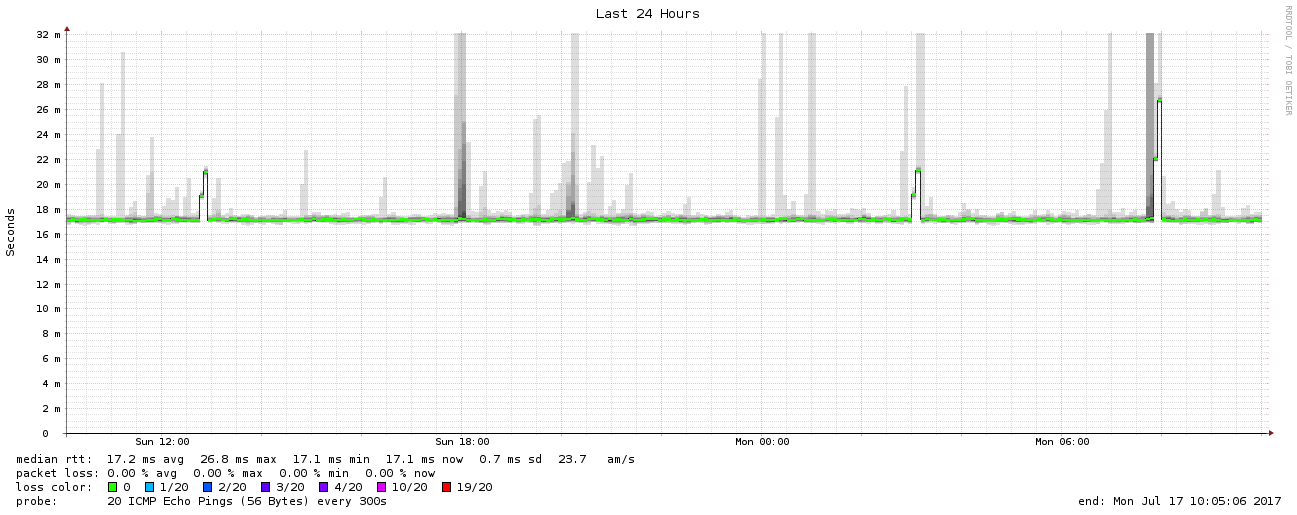 Last 24 Hours
RRDTOOL / TOBI OETIKER
Seconds
32 m
30 m
28 m
26 m
24 m
22 m
20 m
18 m
16 m
14 m
12 m
10 m
8 m
6 m
4 m
2 m
0
Sun 12:00 Sun 18:00 Mon 00:00 Mon 06:00
median rtt: 17.2 ms avg 26.8 ms max 17.1 ms min 17.1 ms now 0.7 ms sd 23.7 am/s
packet loss: 0.00 % avg 0.00 % max 0.00 % min 0.00 % now
loss color: 0 1/20 2/20 3/20 4/20 10/20 19/20
probe: 20 ICMP Echo Pings (56 Bytes) every 300s end: Mon Jul 17 10:05:06 2017